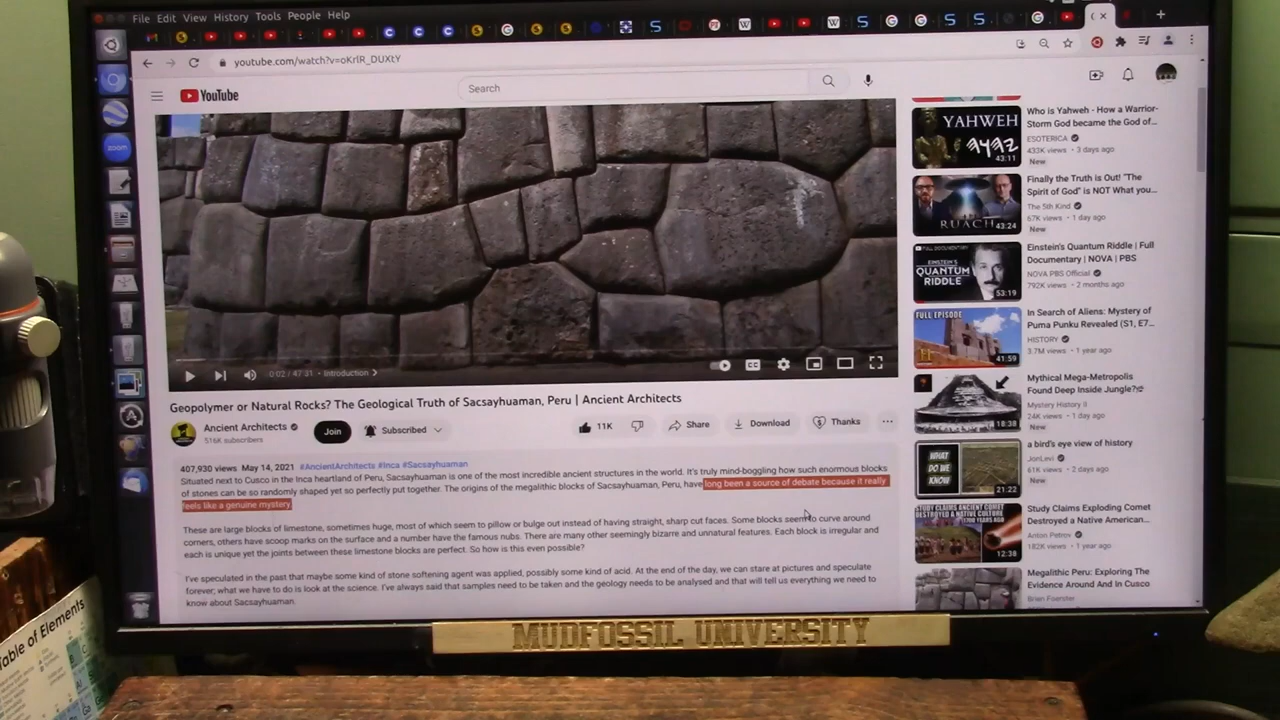 File Edit View History Tools People Help
youtube.com/watch?v=oKrlR_DUXtY
YouTube
Search
0:02 / 47:31 • Introduction >
Geopolymer or Natural Rocks? The Geological Truth of Sacsayhuaman, Peru | Ancient Architects
Ancient Architects
516K subscribers
Join
Subscribed
11K
Share
Download
Thanks
407,930 views May 14, 2021 #AncientArchitects #Inca #Sacsayhuaman
Situated next to Cusco in the Inca heartland of Peru, Sacsayhuaman is one of the most incredible ancient structures in the world. It's truly mind-boggling how such enormous blocks
of stones can be so randomly shaped yet so perfectly put together. The origins of the megalithic blocks of Sacsayhuaman, Peru, have long been a source of debate because it really
feels like a genuine mystery.
These are large blocks of limestone, sometimes huge, most of which seem to pillow or bulge out instead of having straight, sharp cut faces. Some blocks seem to curve around
corners, others have scoop marks on the surface and a number have the famous nubs. There are many other seemingly bizarre and unnatural features. Each block is irregular and
each is unique yet the joints between these limestone blocks are perfect. So how is this even possible?
I've speculated in the past that maybe some kind of stone softening agent was applied, possibly some kind of acid. At the end of the day, we can stare at pictures and speculate
forever; what we have to do is look at the science. I've always said that samples need to be taken and the geology needs to be analysed and that will tell us everything we need to
know about Sacsayhuaman.
YAHWEH
43:11
Who is Yahweh - How a Warrior-
Storm God became the God of...
ESOTERICA
433K views • 3 days ago
New
RUACH
43:24
Finally the Truth is Out! "The
Spirit of God" is NOT What you...
The 5th Kind
67K views • 1 day ago
New
FULL DOCUMENTARY
EINSTEIN'S
QUANTUM
RIDDLE
53:19
Einstein's Quantum Riddle | Full
Documentary | NOVA | PBS
NOVA PBS Official
792K views • 2 months ago
FULL EPISODE
41:59
In Search of Aliens: Mystery of
Puma Punku Revealed (S1, E7...
HISTORY
3.7M views • 1 year ago
18:38
Mythical Mega-Metropolis
Found Deep Inside Jungle?
Mystery History II
24K views • 1 day ago
New
WHAT
DO WE
KNOW
21:22
a bird's eye view of history
JonLevi
61K views • 2 days ago
New
STUDY CLAIMS ANCIENT COMET
DESTROYED A NATIVE CULTURE
1700 YEARS AGO
12:38
Study Claims Exploding Comet
Destroyed a Native American...
Anton Petrov
182K views • 1 year ago
Megalithic Peru: Exploring The
Evidence Around And In Cusco
Brien Foerster
zoom
MUDFOSSIL UNIVERSITY
Table of Elements